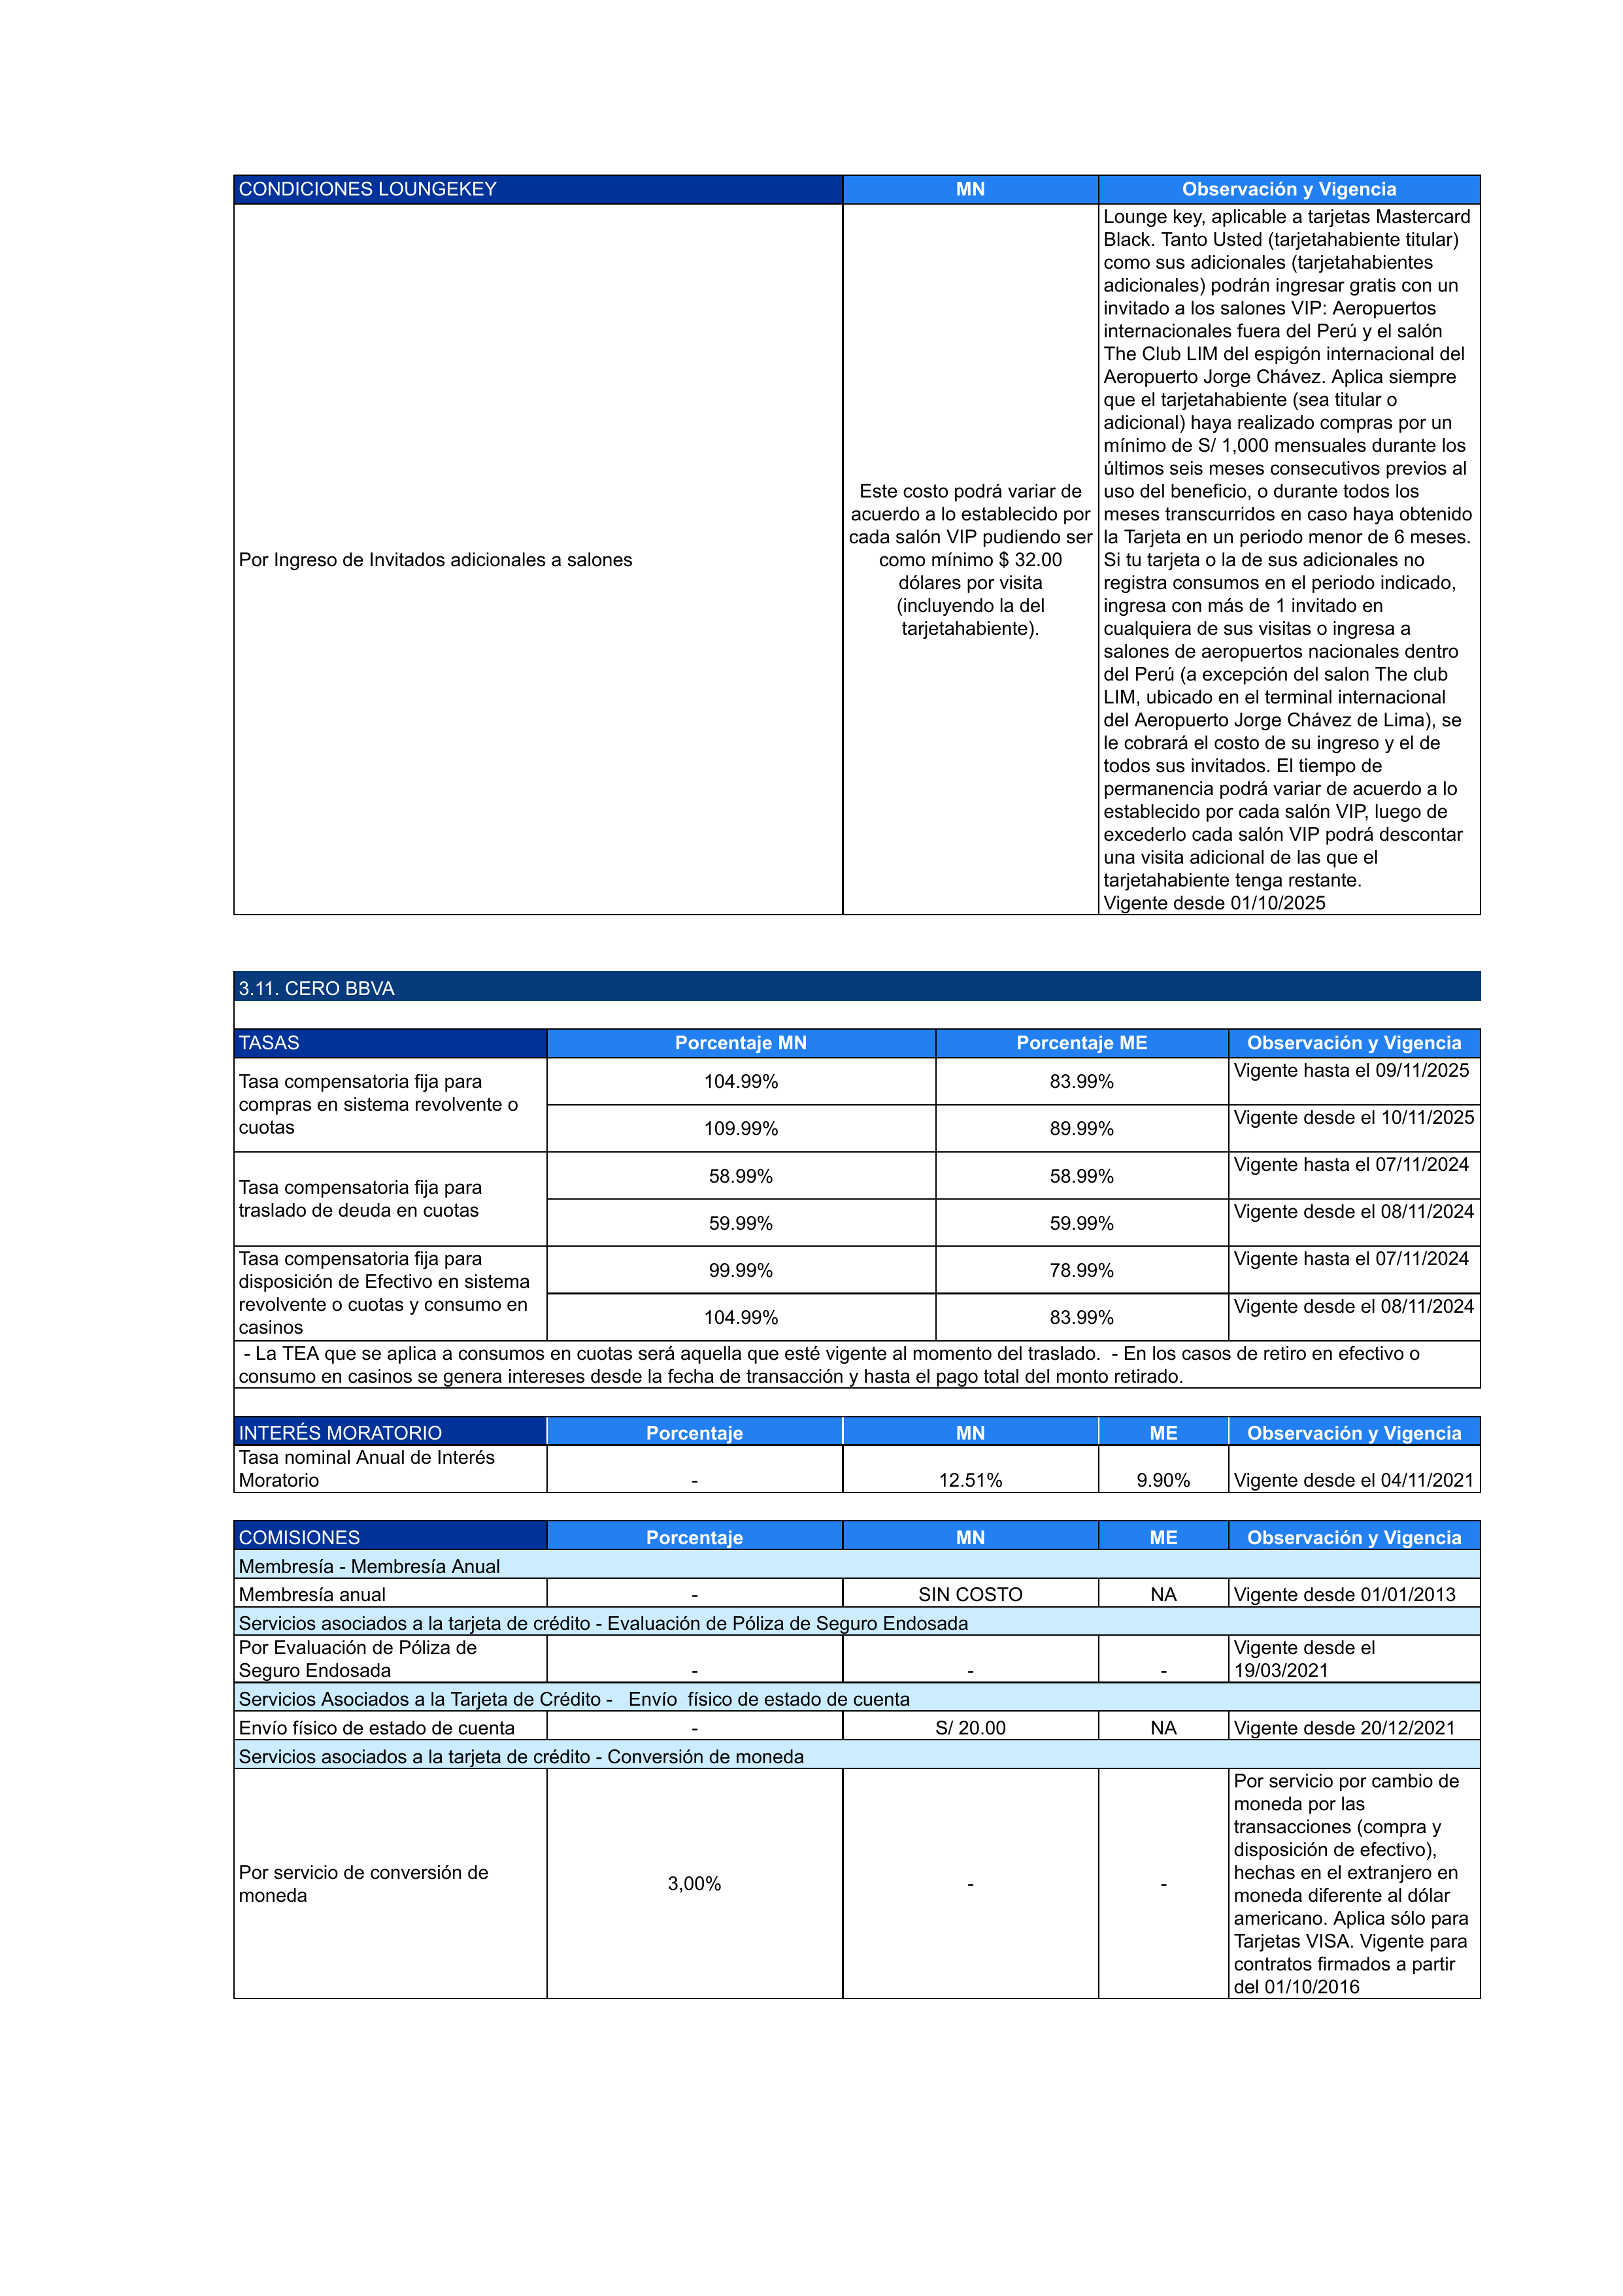 CONDICIONES LOUNGEKEY MN Observación y Vigencia
Por Ingreso de Invitados adicionales a salones
Este costo podrá variar de
acuerdo a lo establecido por
cada salón VIP pudiendo ser
como mínimo $ 32.00
dólares por visita
(incluyendo la del
tarjetahabiente).
Lounge key, aplicable a tarjetas Mastercard
Black. Tanto Usted (tarjetahabiente titular)
como sus adicionales (tarjetahabientes
adicionales) podrán ingresar gratis con un
invitado a los salones VIP: Aeropuertos
internacionales fuera del Perú y el salón
The Club LIM del espigón internacional del
Aeropuerto Jorge Chávez. Aplica siempre
que el tarjetahabiente (sea titular o
adicional) haya realizado compras por un
mínimo de S/ 1,000 mensuales durante los
últimos seis meses consecutivos previos al
uso del beneficio, o durante todos los
meses transcurridos en caso haya obtenido
la Tarjeta en un periodo menor de 6 meses.
Si tu tarjeta o la de sus adicionales no
registra consumos en el periodo indicado,
ingresa con más de 1 invitado en
cualquiera de sus visitas o ingresa a
salones de aeropuertos nacionales dentro
del Perú (a excepción del salon The club
LIM, ubicado en el terminal internacional
del Aeropuerto Jorge Chávez de Lima), se
le cobrará el costo de su ingreso y el de
todos sus invitados. El tiempo de
permanencia podrá variar de acuerdo a lo
establecido por cada salón VIP, luego de
excederlo cada salón VIP podrá descontar
una visita adicional de las que el
tarjetahabiente tenga restante.
Vigente desde 01/10/2025
3.11. CERO BBVA
TASAS Porcentaje MN Porcentaje ME Observación y Vigencia
Tasa compensatoria fija para
compras en sistema revolvente o
cuotas
104.99% 83.99% Vigente hasta el 09/11/2025
109.99% 89.99% Vigente desde el 10/11/2025
Tasa compensatoria fija para
traslado de deuda en cuotas
58.99% 58.99% Vigente hasta el 07/11/2024
59.99% 59.99% Vigente desde el 08/11/2024
Tasa compensatoria fija para
disposición de Efectivo en sistema
revolvente o cuotas y consumo en
casinos
99.99% 78.99% Vigente hasta el 07/11/2024
104.99% 83.99% Vigente desde el 08/11/2024
- La TEA que se aplica a consumos en cuotas será aquella que esté vigente al momento del traslado.  - En los casos de retiro en efectivo o
consumo en casinos se genera intereses desde la fecha de transacción y hasta el pago total del monto retirado.
INTERÉS MORATORIO Porcentaje MN ME Observación y Vigencia
Tasa nominal Anual de Interés
Moratorio - 12.51% 9.90% Vigente desde el 04/11/2021
COMISIONES Porcentaje MN ME Observación y Vigencia
Membresía - Membresía Anual
Membresía anual - SIN COSTO NA Vigente desde 01/01/2013
Servicios asociados a la tarjeta de crédito - Evaluación de Póliza de Seguro Endosada
Por Evaluación de Póliza de
Seguro Endosada - - -
Vigente desde el
19/03/2021
Servicios Asociados a la Tarjeta de Crédito -   Envío  físico de estado de cuenta
Envío físico de estado de cuenta - S/ 20.00 NA Vigente desde 20/12/2021
Servicios asociados a la tarjeta de crédito - Conversión de moneda
Por servicio de conversión de
moneda
3,00% - -
Por servicio por cambio de
moneda por las
transacciones (compra y
disposición de efectivo),
hechas en el extranjero en
moneda diferente al dólar
americano. Aplica sólo para
Tarjetas VISA. Vigente para
contratos firmados a partir
del 01/10/2016